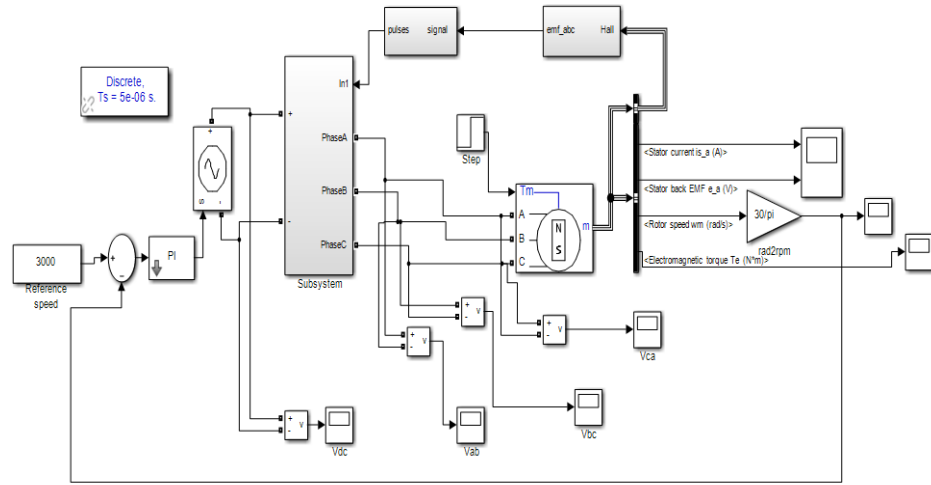 pulses
signal
emf_abc
Hall
Discrete,
Ts = 5e-06 s.
In1
+
PhaseA
Step
<Stator current is_a (A)>
+
s
-
Tm
<Stator back EMF e_a (V)>
PhaseB
A
m
30/pi
-
B
N
<Rotor speed wm (rad/s)>
3000
+
-
PI
PhaseC
C
S
rad2rpm
<Electromagnetic torque Te (N*m)>
Reference
speed
Subsystem
+
-
v
+
-
v
+
-
v
Vca
+
-
v
Vdc
Vab
Vbc